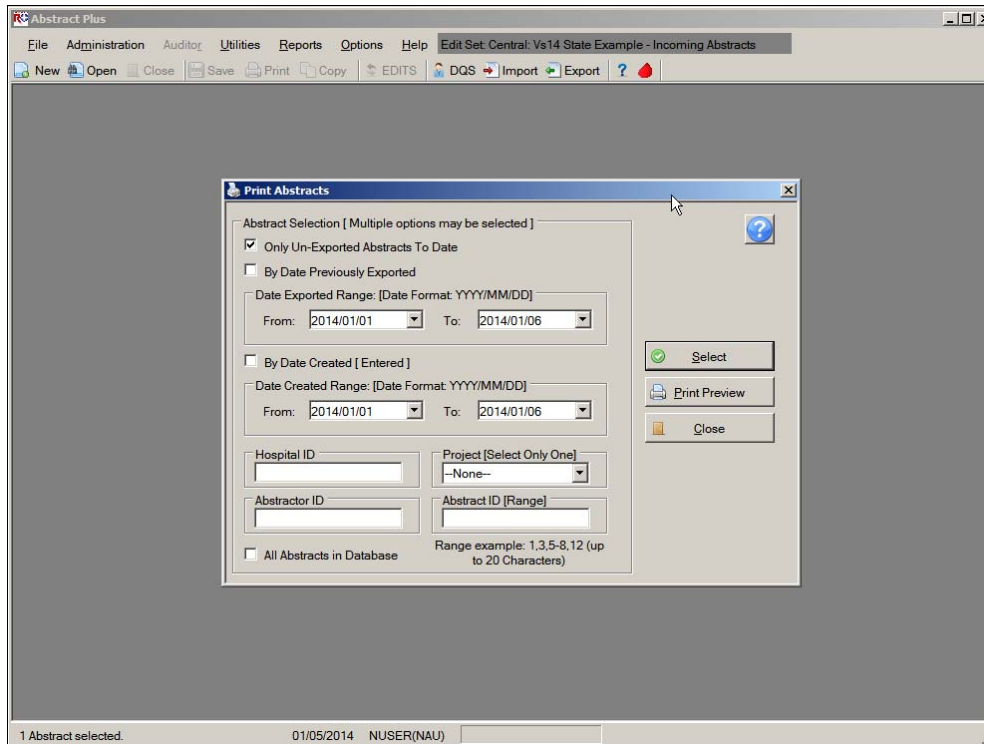 Abstract Plus
File Administration Auditor Utilities Reports Options Help Edit Set: Central: Vs14 State Example - Incoming Abstracts
New Open Close Save Print Copy EDITS DQS Import Export ?
Print Abstracts
Abstract Selection [ Multiple options may be selected ]
Only Un-Exported Abstracts To Date
By Date Previously Exported
Date Exported Range: [Date Format: YYYY/MM/DD]
From: 2014/01/01 To: 2014/01/06
By Date Created [ Entered ]
Date Created Range: [Date Format: YYYY/MM/DD]
From: 2014/01/01 To: 2014/01/06
Hospital ID
Project [Select Only One]
--None--
Abstractor ID
Abstract ID [Range]
All Abstracts in Database
Range example: 1,3,5-8,12 (up
to 20 Characters)
?
Select
Print Preview
Close
1 Abstract selected. 01/05/2014 NUSER(NAU)